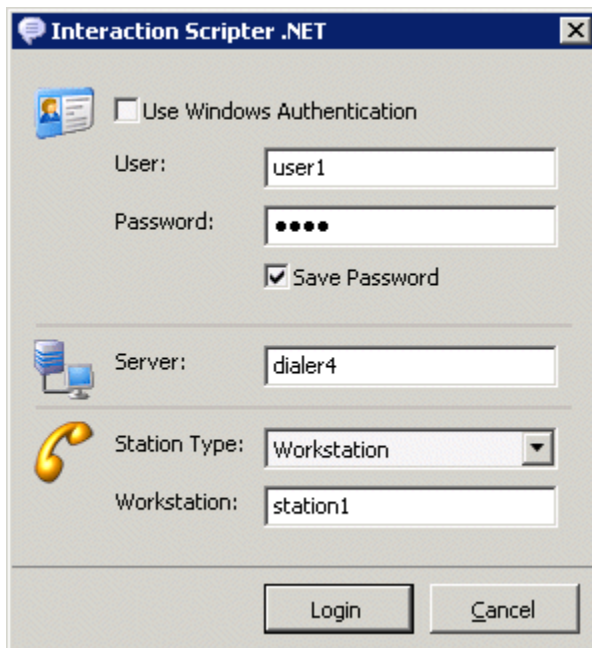 Interaction Scripter .NET
Use Windows Authentication
User: user1
Password: ●●●●
Save Password
Server: dialer4
Station Type: Workstation
Workstation: station1
Login Cancel